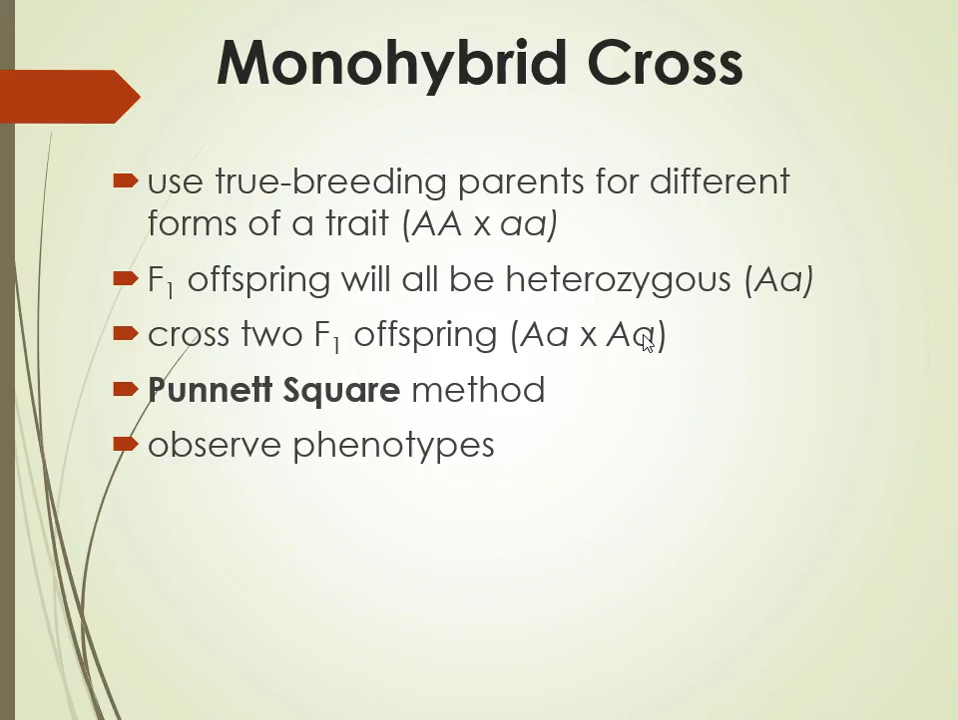 Monohybrid Cross
use true-breeding parents for different
forms of a trait (AA x aa)
F₁ offspring will all be heterozygous (Aa)
cross two F₁ offspring (Aa x Aa)
Punnett Square method
observe phenotypes